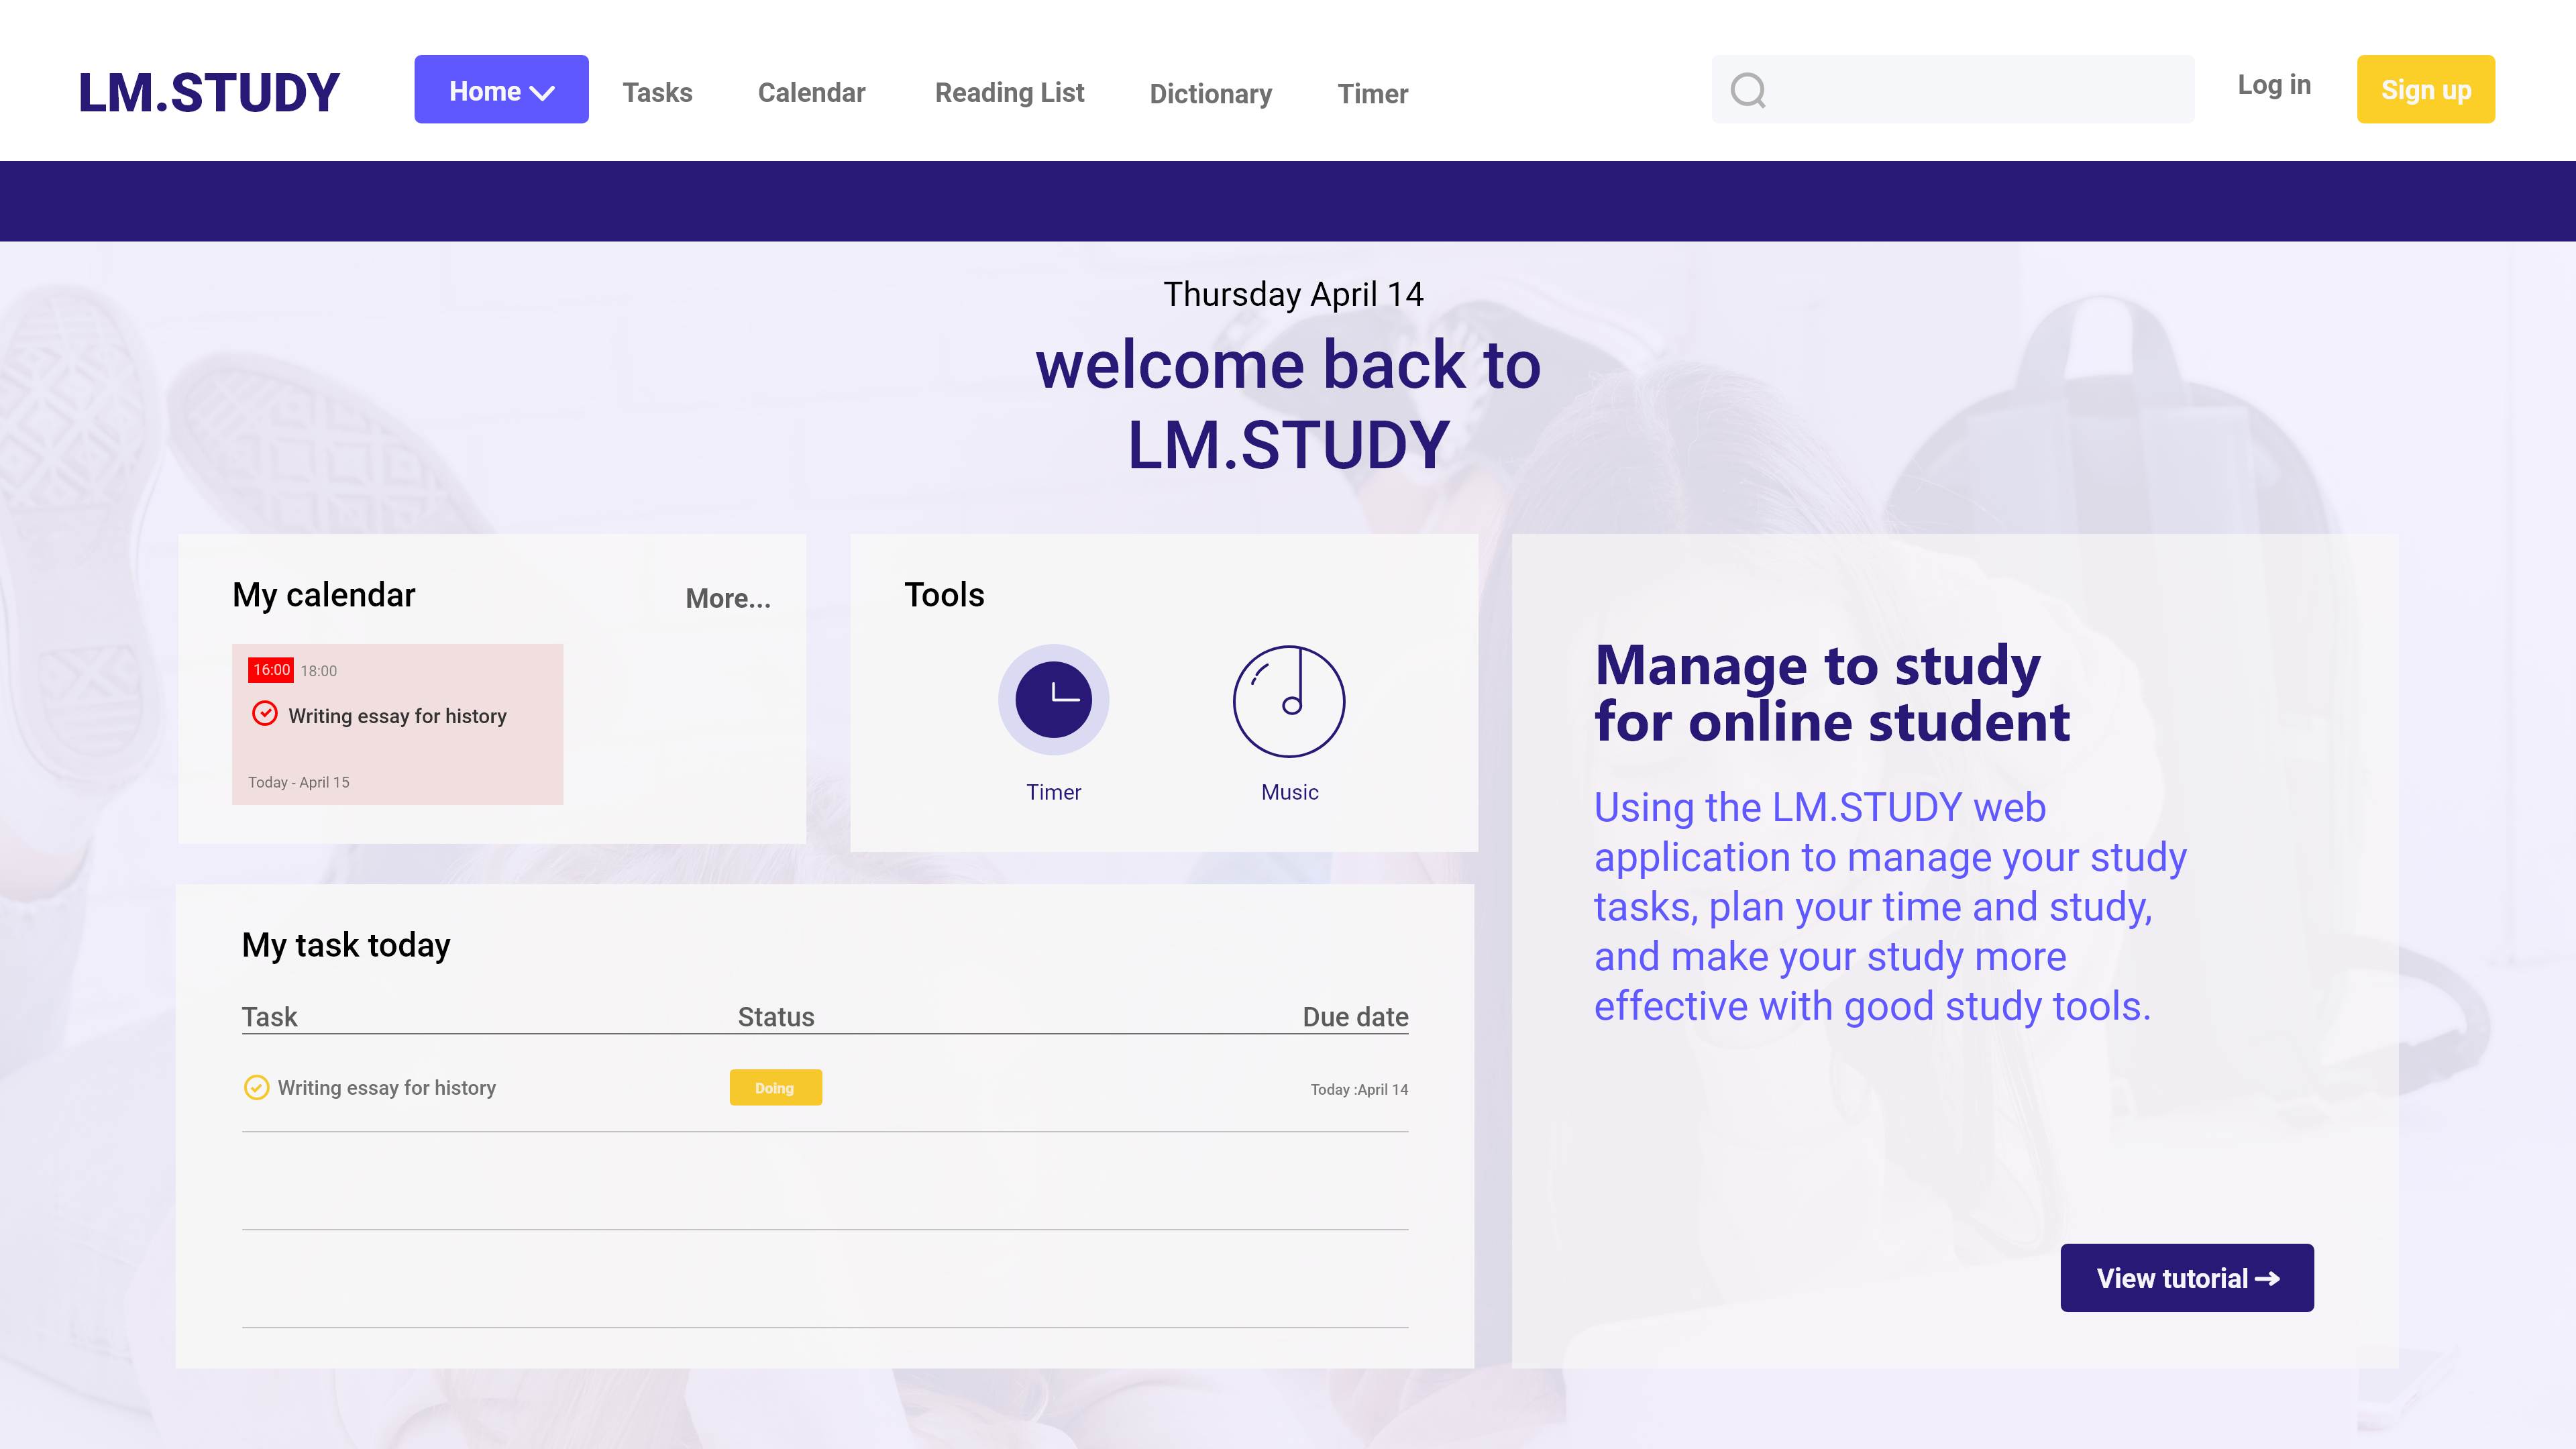 LM.STUDY
Home
Tasks
Calendar
Reading List
Dictionary
Timer
Log in
Sign up
Thursday April 14
welcome back to
LM.STUDY
My calendar
More...
16:00 18:00
Writing essay for history
Today - April 15
Tools
Timer
Music
My task today
Task
Status
Due date
Writing essay for history
Doing
Today :April 14
Manage to study
for online student
Using the LM.STUDY web
application to manage your study
tasks, plan your time and study,
and make your study more
effective with good study tools.
View tutorial